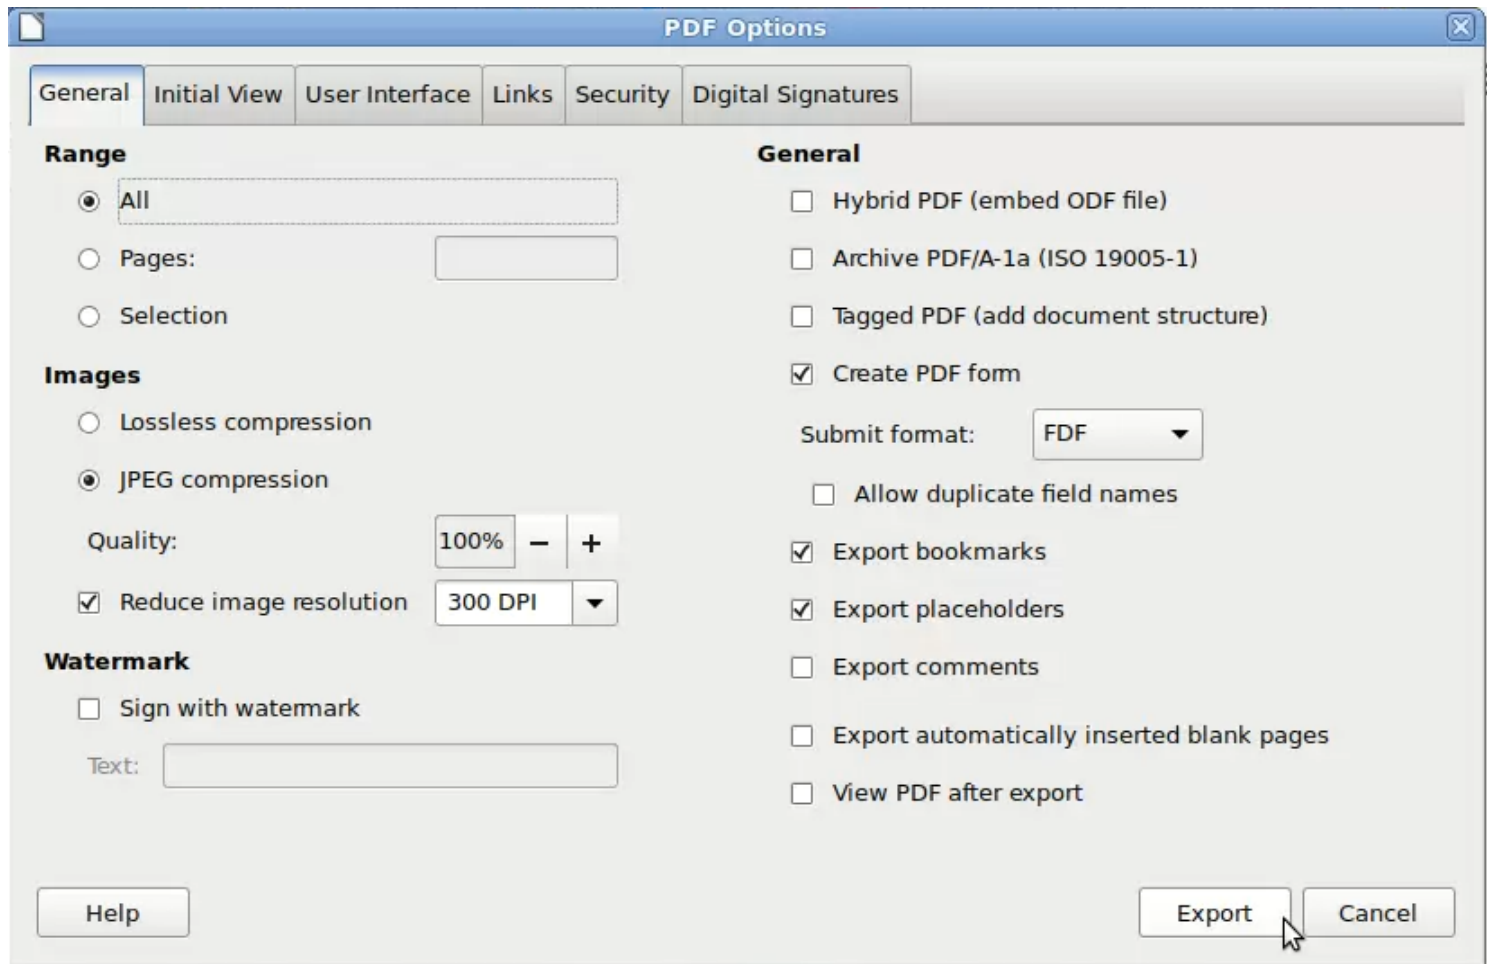 PDF Options
General Initial View User Interface Links Security Digital Signatures
Range
All
Pages:
Selection
Images
Lossless compression
JPEG compression
Quality: 100% − +
Reduce image resolution 300 DPI
Watermark
Sign with watermark
Text:
General
Hybrid PDF (embed ODF file)
Archive PDF/A-1a (ISO 19005-1)
Tagged PDF (add document structure)
Create PDF form
Submit format: FDF
Allow duplicate field names
Export bookmarks
Export placeholders
Export comments
Export automatically inserted blank pages
View PDF after export
Help Export Cancel